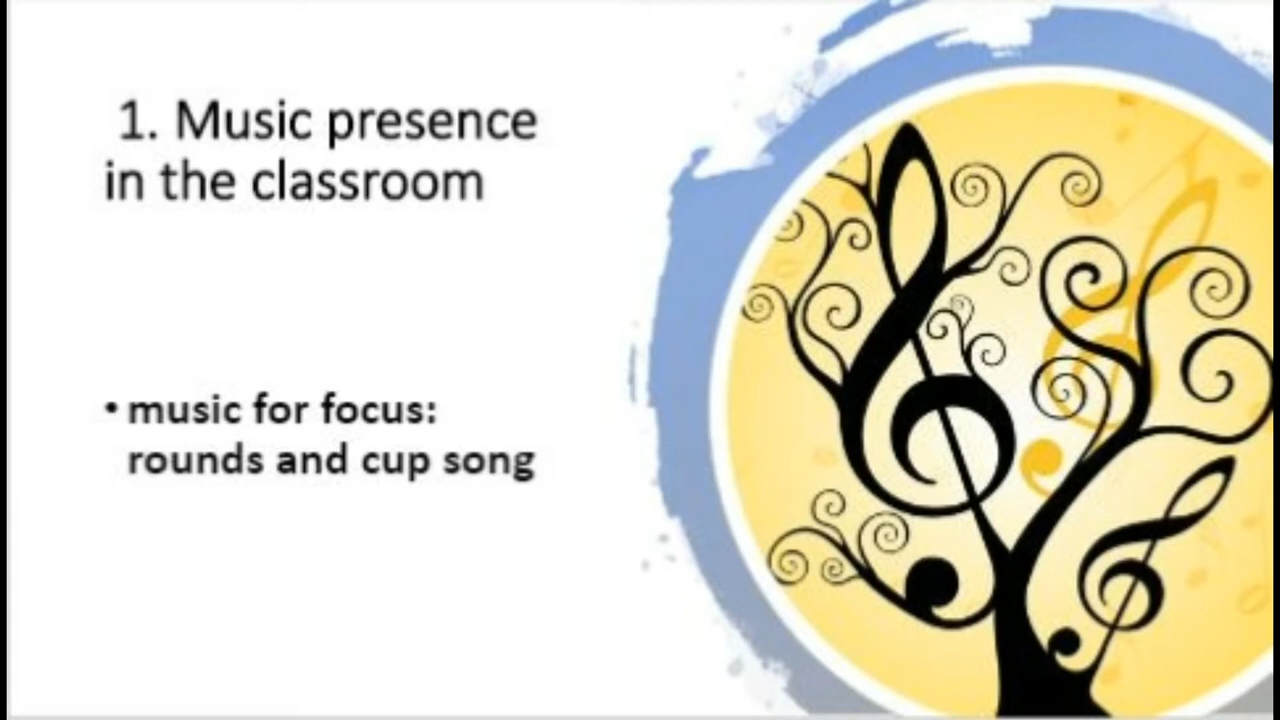 1. Music presence
in the classroom
• music for focus:
rounds and cup song